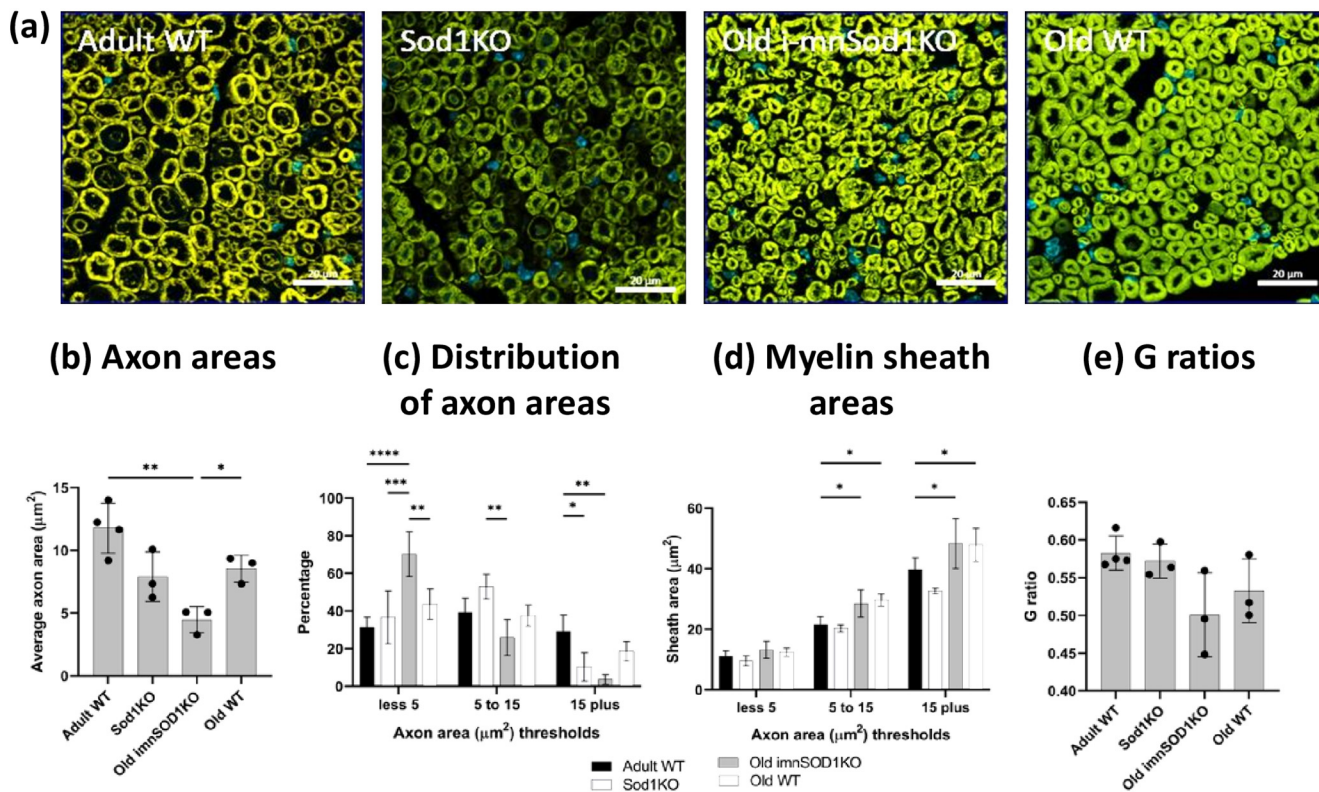 (a)
Adult WT
Sod1KO
Old i-mnSod1KO
Old WT
20 μm
20 μm
20 μm
20 μm
(b) Axon areas
(c) Distribution
of axon areas
(d) Myelin sheath
areas
(e) G ratios
Average axon area (μm²)
15
10
5
0
**
*
Adult WT
Sod1KO
Old imnSOD1KO
Old WT
Percentage
100
80
60
40
20
0
****
***
**
**
**
*
less 5
5 to 15
15 plus
Axon area (μm²) thresholds
Sheath area (μm²)
60
40
20
0
*
*
*
*
less 5
5 to 15
15 plus
Axon area (μm²) thresholds
G ratio
0.65
0.60
0.55
0.50
0.45
0.40
Adult WT
Sod1KO
Old imnSOD1KO
Old WT
Adult WT
Sod1KO
Old imnSOD1KO
Old WT